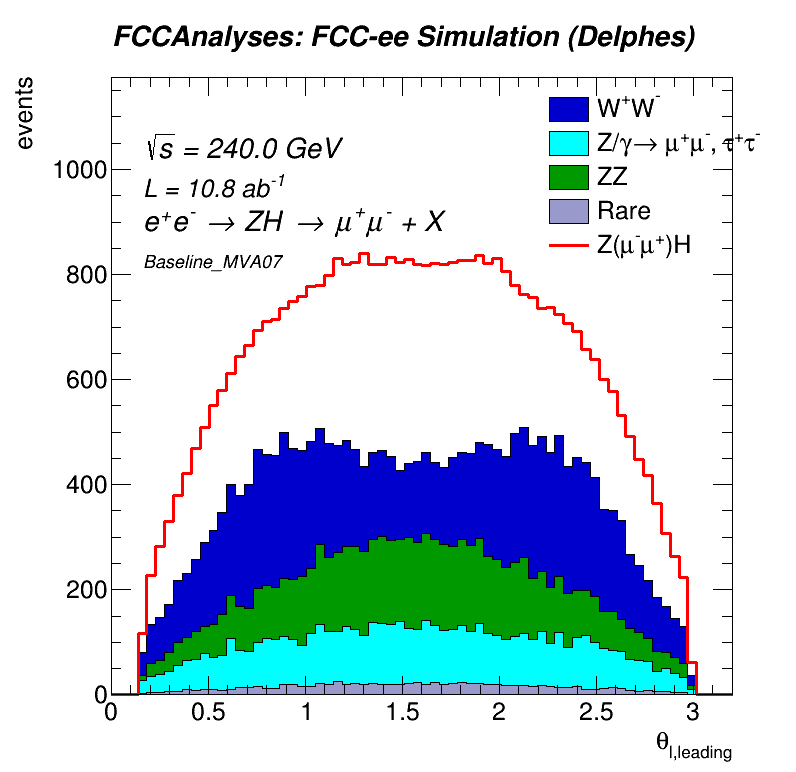 FCCAnalyses: FCC-ee Simulation (Delphes)
events
√s = 240.0 GeV
L = 10.8 ab⁻¹
e⁺e⁻ → ZH → μ⁺μ⁻ + X
Baseline_MVA07
W⁺W⁻
Z/γ→ μ⁺μ⁻, τ⁺τ⁻
ZZ
Rare
Z(μ⁻μ⁺)H
1000
800
600
400
200
0
0 0.5 1 1.5 2 2.5 3
θ_l,leading